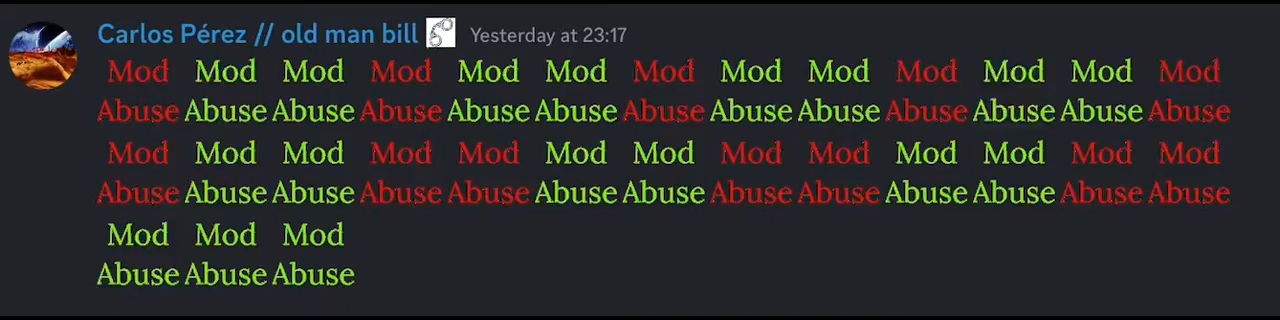 Carlos Pérez // old man bill Yesterday at 23:17
Mod Mod Mod Mod Mod Mod Mod Mod Mod Mod Mod Mod Mod
Abuse Abuse Abuse Abuse Abuse Abuse Abuse Abuse Abuse Abuse Abuse Abuse Abuse
Mod Mod Mod Mod Mod Mod Mod Mod Mod Mod Mod Mod Mod
Abuse Abuse Abuse Abuse Abuse Abuse Abuse Abuse Abuse Abuse Abuse Abuse Abuse
Mod Mod Mod
Abuse Abuse Abuse